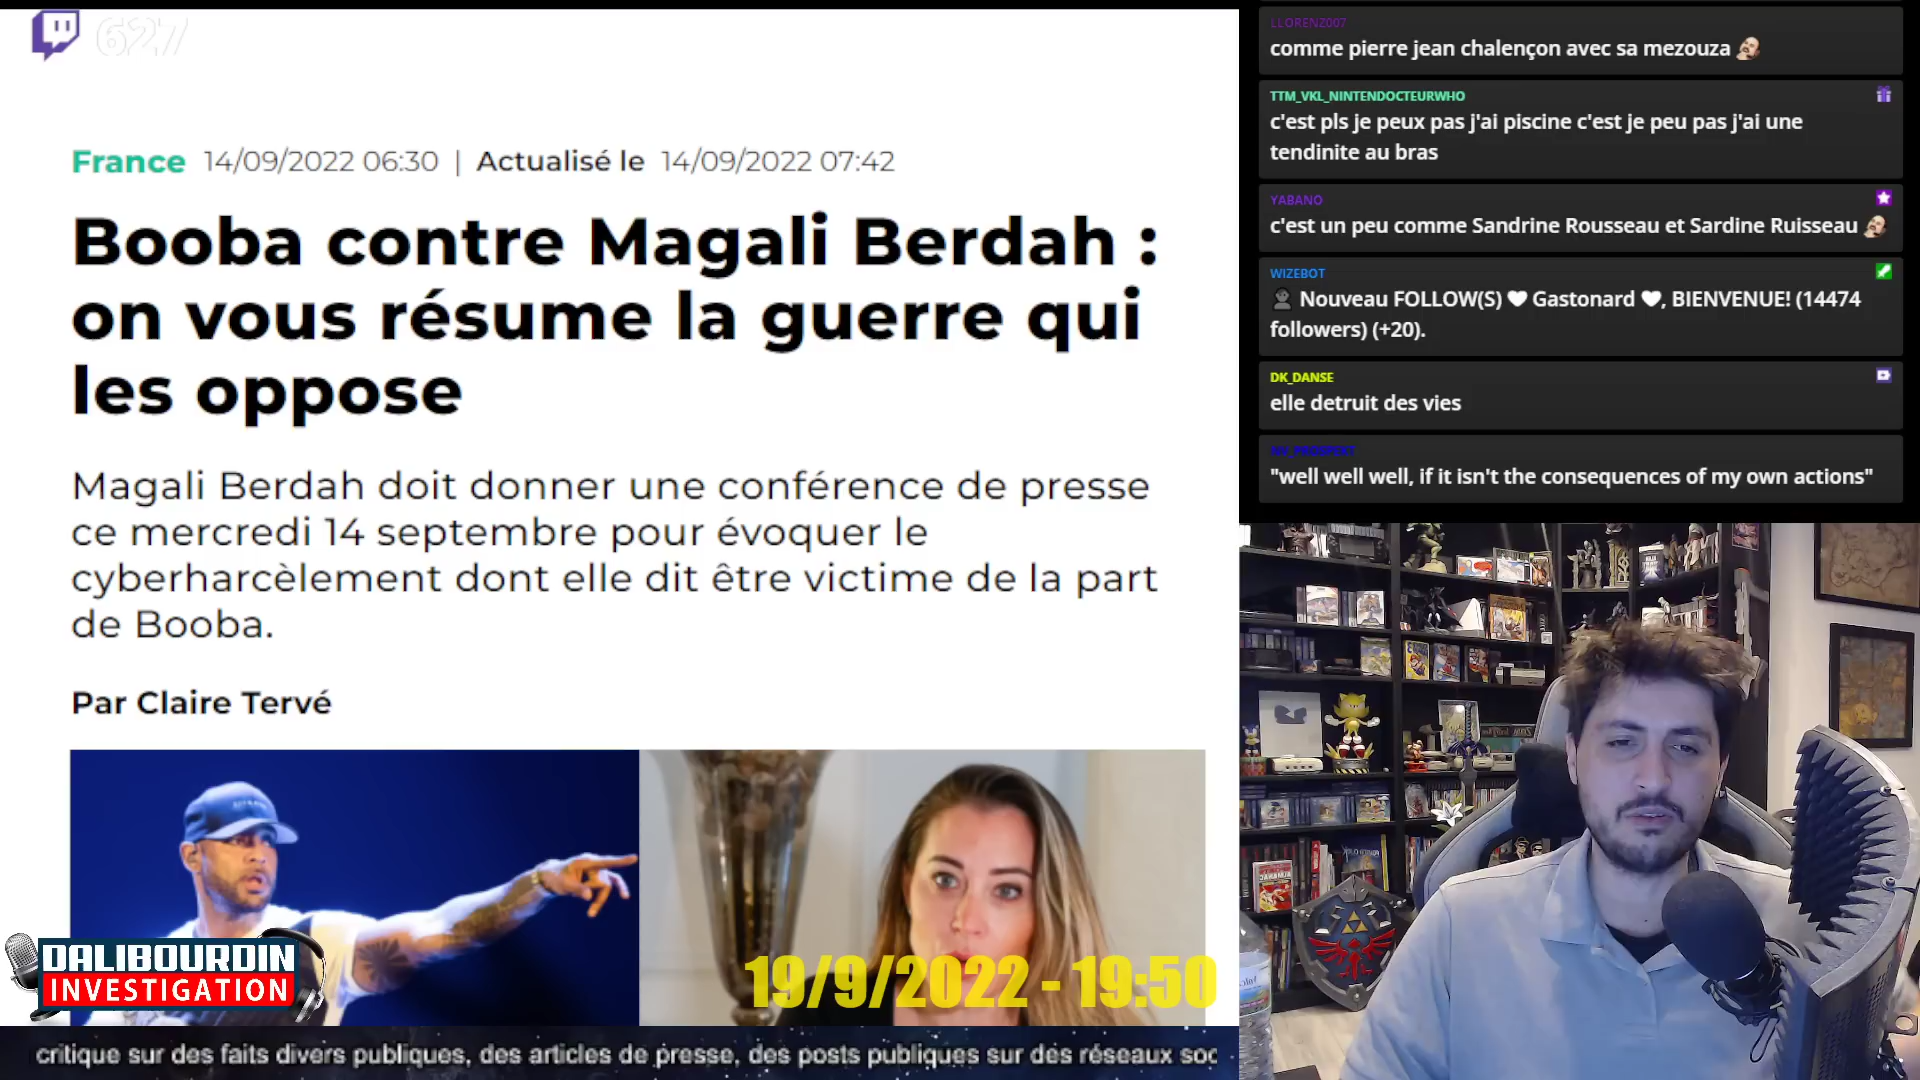 627
France 14/09/2022 06:30 | Actualisé le 14/09/2022 07:42
Booba contre Magali Berdah :
on vous résume la guerre qui
les oppose
Magali Berdah doit donner une conférence de presse
ce mercredi 14 septembre pour évoquer le
cyberharcèlement dont elle dit être victime de la part
de Booba.
Par Claire Tervé
DALIBOURDIN
INVESTIGATION
19/9/2022 - 19:50
critique sur des faits divers publiques, des articles de presse, des posts publiques sur des réseaux soc
LLORENZ007
comme pierre jean chalençon avec sa mezouza
TTM_VKL_NINTENDOCTEURWHO
c'est pls je peux pas j'ai piscine c'est je peu pas j'ai une
tendinite au bras
YABANO
c'est un peu comme Sandrine Rousseau et Sardine Ruisseau
WIZEBOT
Nouveau FOLLOW(S) ♥ Gastonard ♥, BIENVENUE! (14474
followers) (+20).
DK_DANSE
elle detruit des vies
"well well well, if it isn't the consequences of my own actions"